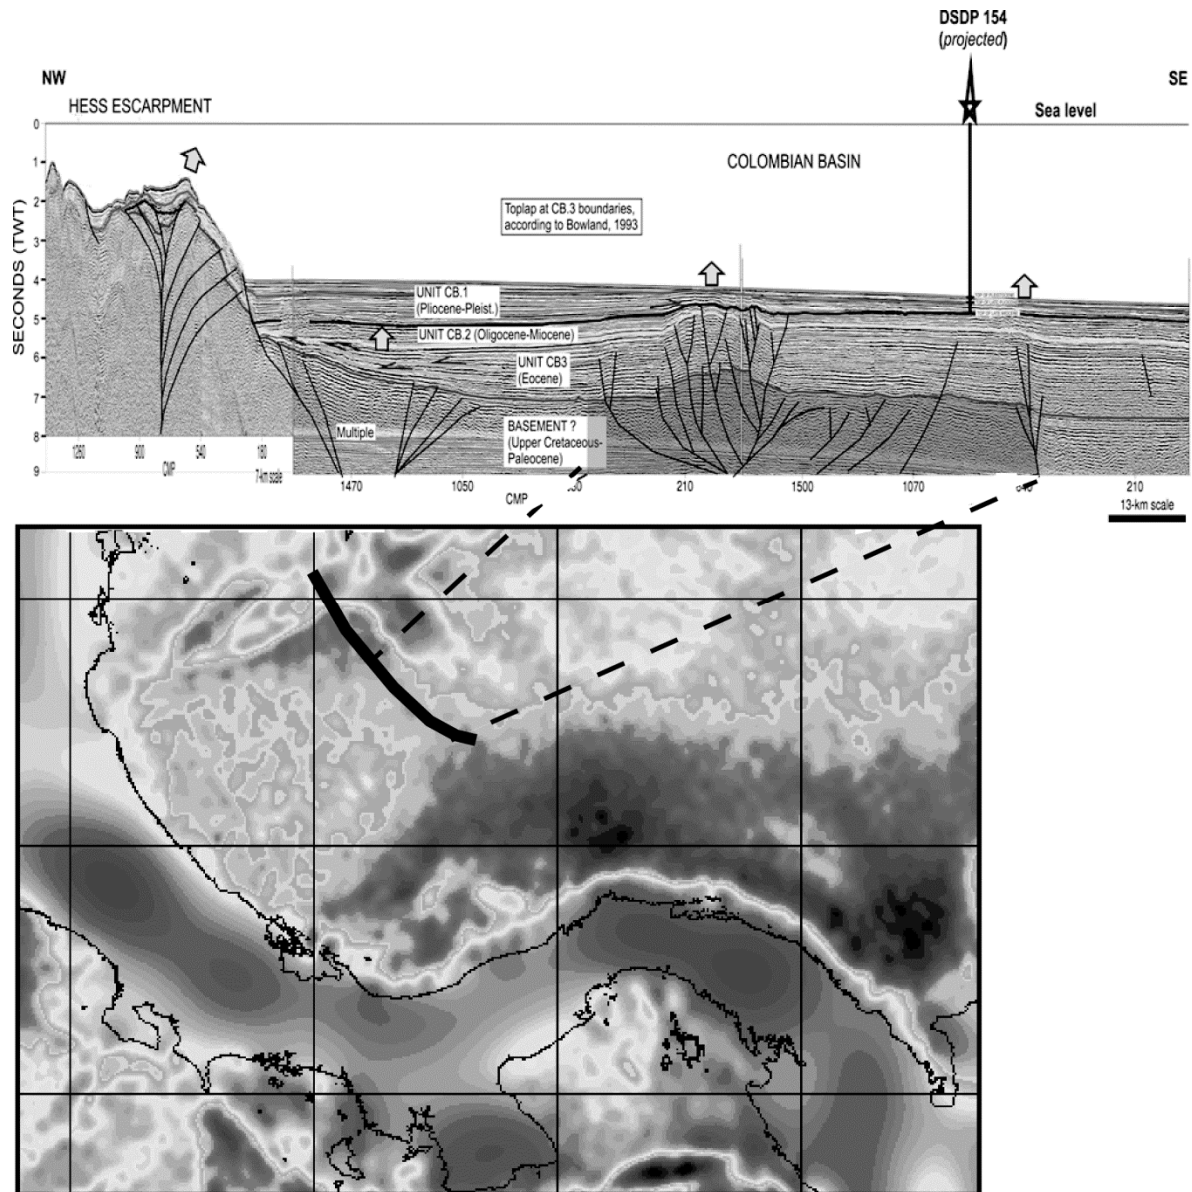 DSDP 154
(projected)
NW
SE
HESS ESCARPMENT
Sea level
0
COLOMBIAN BASIN
1
2
Toplap at CB.3 boundaries,
according to Bowland, 1993
3
4
SECONDS (TWT)
UNIT CB.1
(Pliocene-Pleist.)
5
UNIT CB.2 (Oligocene-Miocene)
6
UNIT CB3
(Eocene)
7
BASEMENT ?
(Upper Cretaceous-
Paleocene)
Multiple
8
1260 900 540 180
CMP
7-km scale
9
1470 1050 210 1500 1070 210
CMP
13-km scale